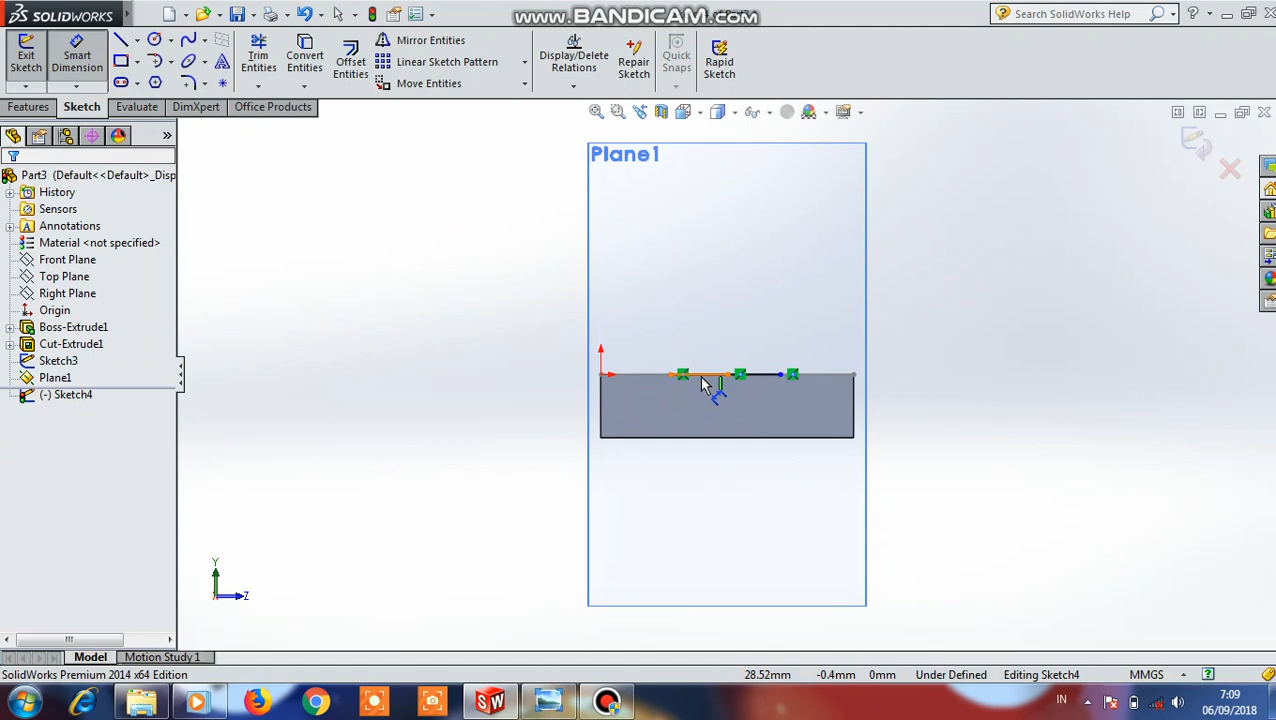 SOLIDWORKS
www.BANDICAM.com
Search SolidWorks Help
Exit Sketch
Smart Dimension
Trim Entities
Convert Entities
Offset Entities
Mirror Entities
Linear Sketch Pattern
Move Entities
Display/Delete Relations
Repair Sketch
Quick Snaps
Rapid Sketch
Features
Sketch
Evaluate
DimXpert
Office Products
Part3 (Default<<Default>_Disp
History
Sensors
Annotations
Material <not specified>
Front Plane
Top Plane
Right Plane
Origin
Boss-Extrude1
Cut-Extrude1
Sketch3
Plane1
(-) Sketch4
Plane1
Y
Z
Model
Motion Study 1
SolidWorks Premium 2014 x64 Edition
28.52mm
-0.4mm
0mm
Under Defined
Editing Sketch4
MMGS
IN
7:09
06/09/2018